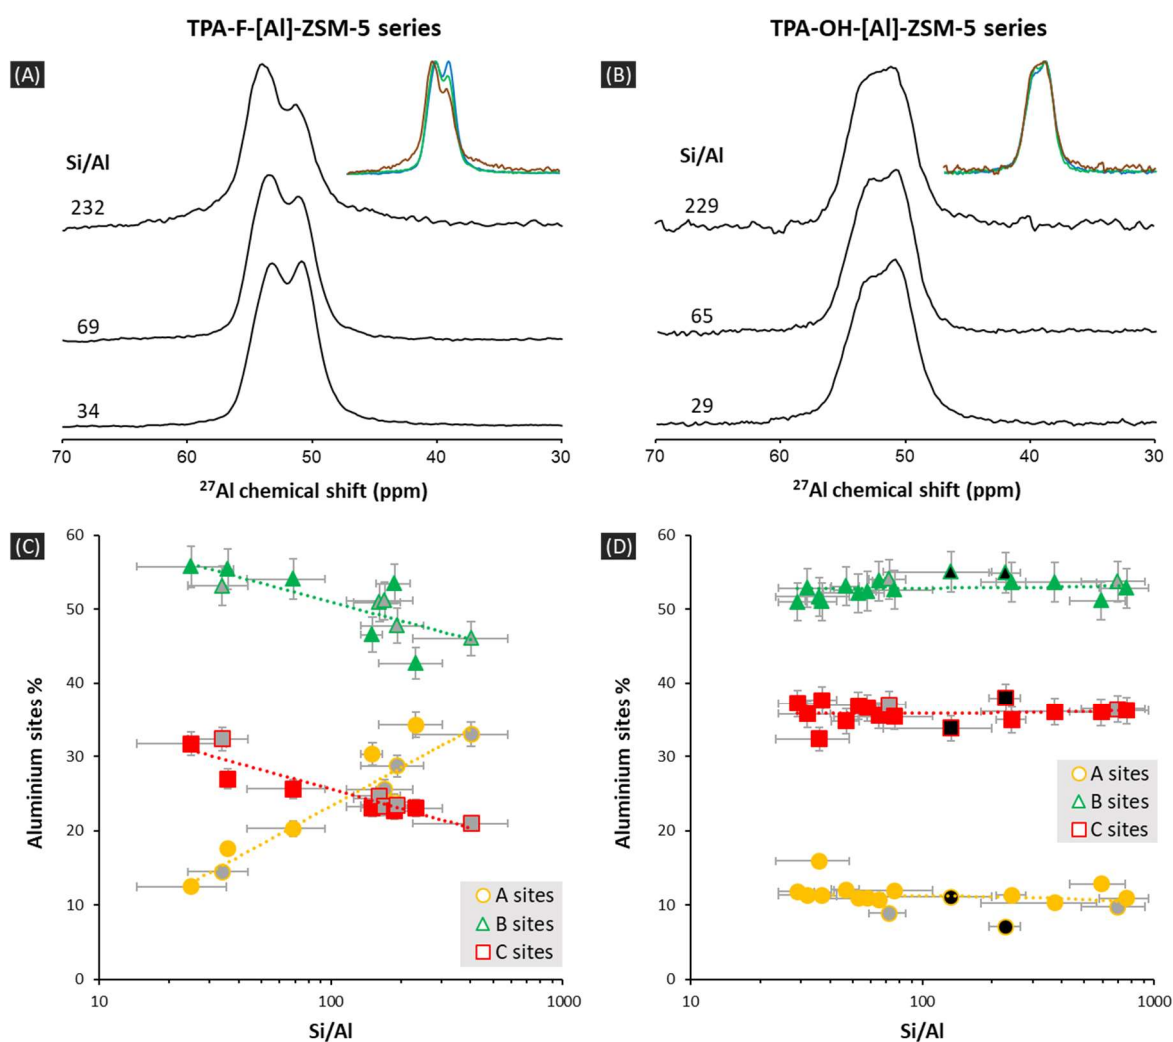 TPA-F-[Al]-ZSM-5 series
TPA-OH-[Al]-ZSM-5 series
(A)
Si/Al
232
69
34
70
60
50
40
30
²⁷Al chemical shift (ppm)
(B)
Si/Al
229
65
29
70
60
50
40
30
²⁷Al chemical shift (ppm)
(C)
Aluminium sites %
60
50
40
30
20
10
0
A sites
B sites
C sites
10
100
1000
Si/Al
(D)
Aluminium sites %
60
50
40
30
20
10
0
A sites
B sites
C sites
10
100
1000
Si/Al